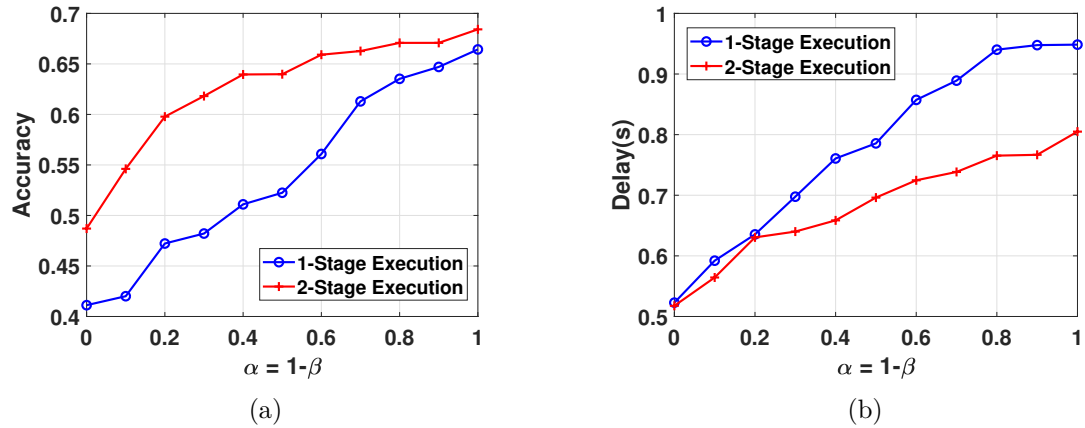 0.7
0.65
0.6
0.55
0.5
0.45
0.4
Accuracy
0 0.2 0.4 0.6 0.8 1
α = 1-β
1-Stage Execution
2-Stage Execution
(a)
1
0.9
0.8
0.7
0.6
0.5
Delay(s)
0 0.2 0.4 0.6 0.8 1
α = 1-β
1-Stage Execution
2-Stage Execution
(b)